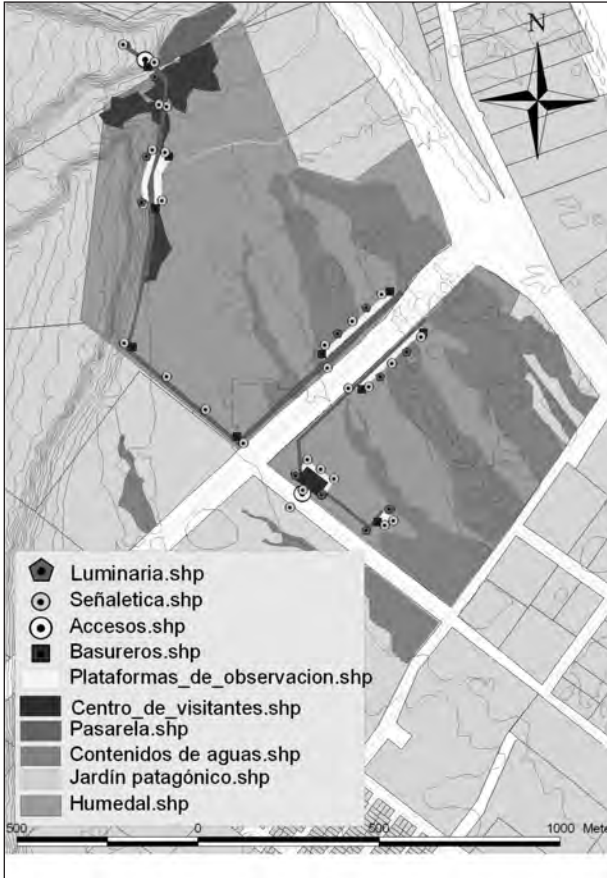 N
Luminaria.shp
Señaletica.shp
Accesos.shp
Basureros.shp
Plataformas_de_observacion.shp
Centro_de_visitantes.shp
Pasarela.shp
Contenidos de aguas.shp
Jardín patagónico.shp
Humedal.shp
500 0 500 1000 Mete